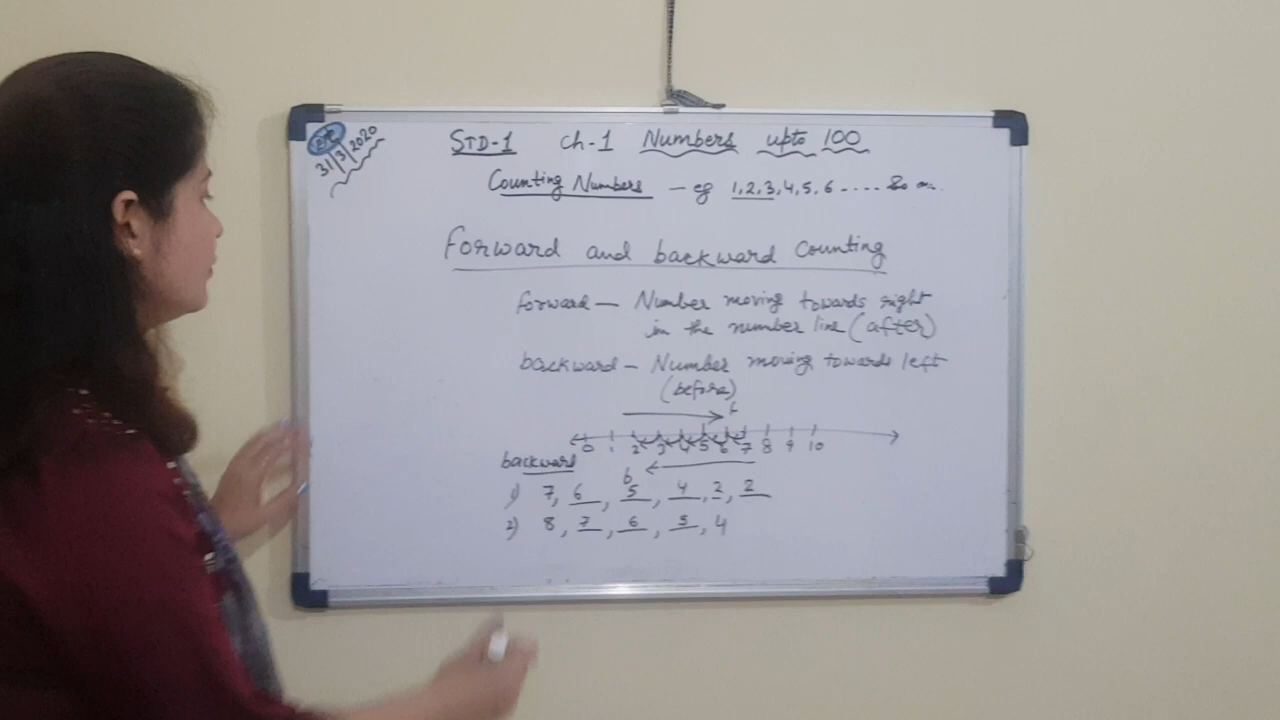 31/3/2020
STD-1 Ch-1 Numbers upto 100
Counting Numbers - eg 1,2,3,4,5,6 - .... So on..
Forward and backward Counting
forward - Number moving towards right
in the number line (after)
backward - Number moving towards left
(before)
f
0 1 2 3 4 5 6 7 8 9 10
backward
b
1) 7, 6, 5, 4, 3, 2
2) 8, 7, 6, 5, 4